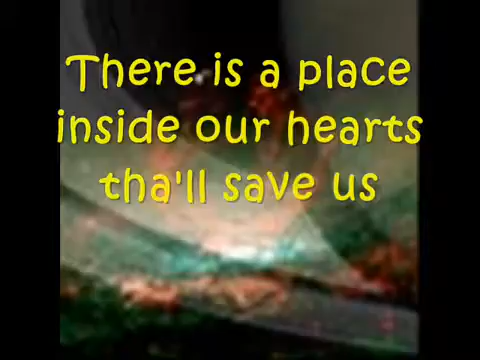 There is a place
inside our hearts
tha'll save us